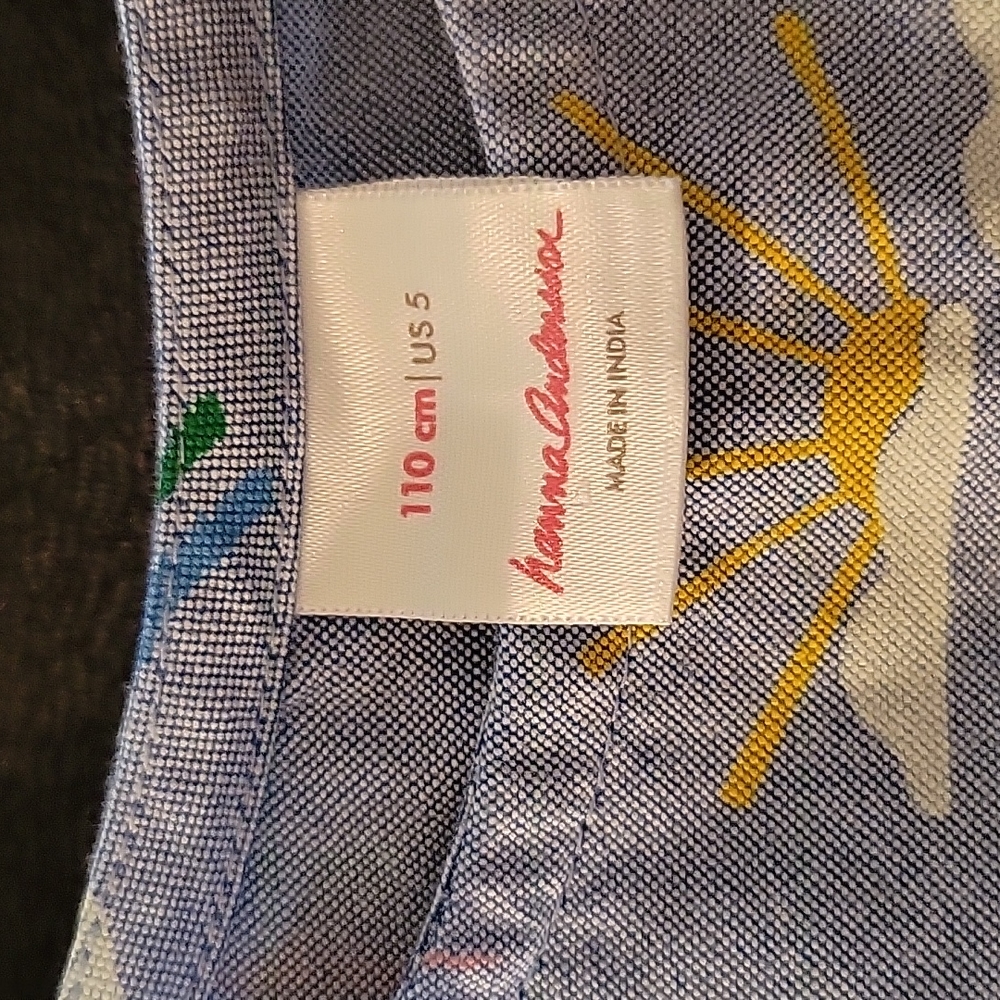 110 cm | US 5
hanna Andersson
MADE IN INDIA